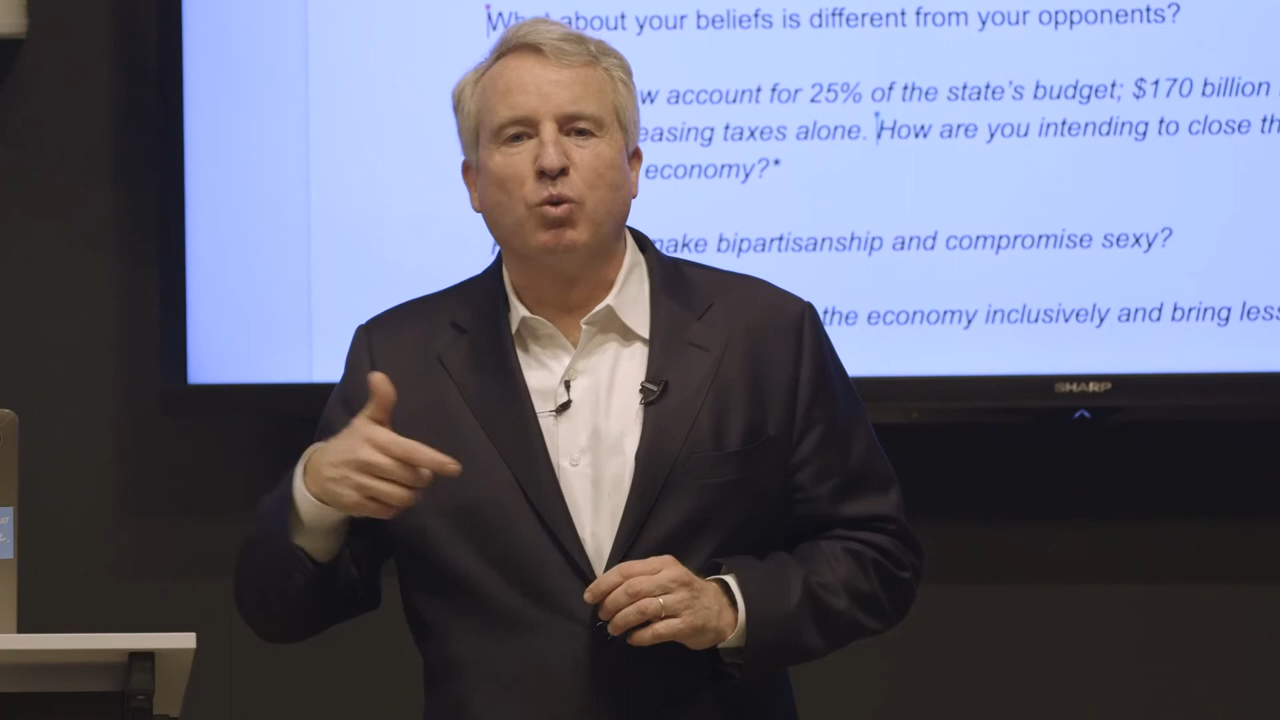 What about your beliefs is different from your opponents?
w account for 25% of the state's budget; $170 billion
easing taxes alone. How are you intending to close th
economy?*
make bipartisanship and compromise sexy?
the economy inclusively and bring less
SHARP